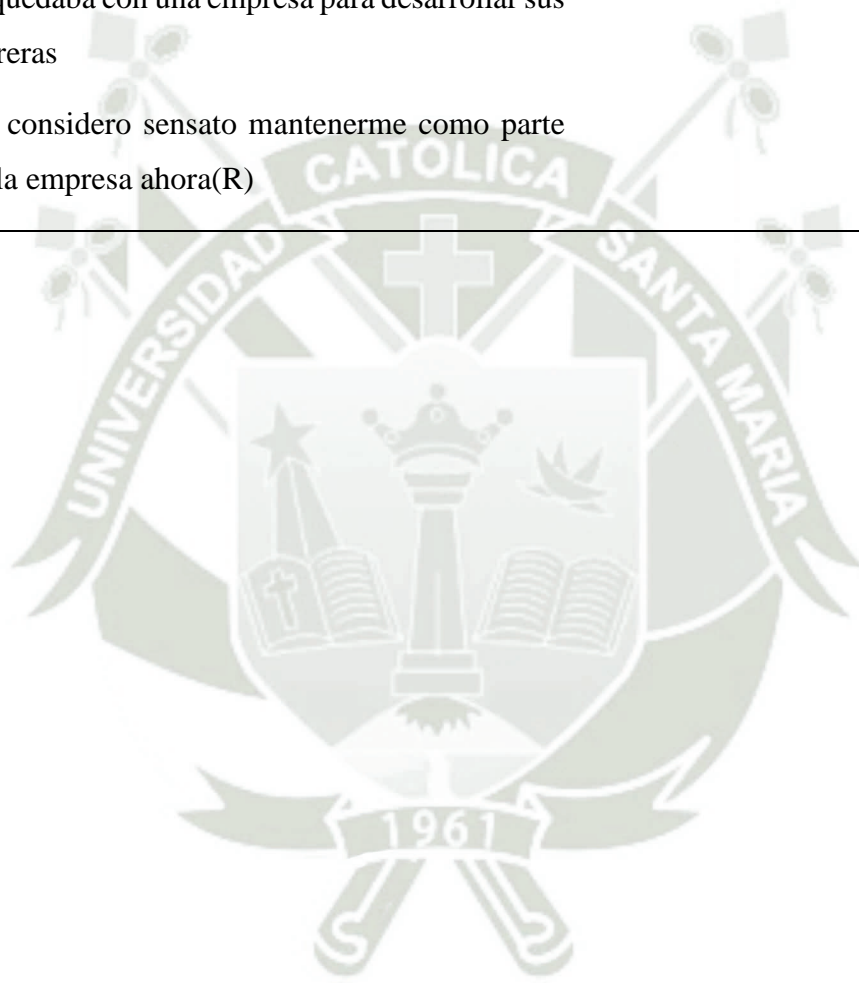 quedaba con una empresa para desarrollar sus
reras
considero sensato mantenerme como parte
la empresa ahora(R)
UNIVERSIDAD CATOLICA SANTA MARIA
1961